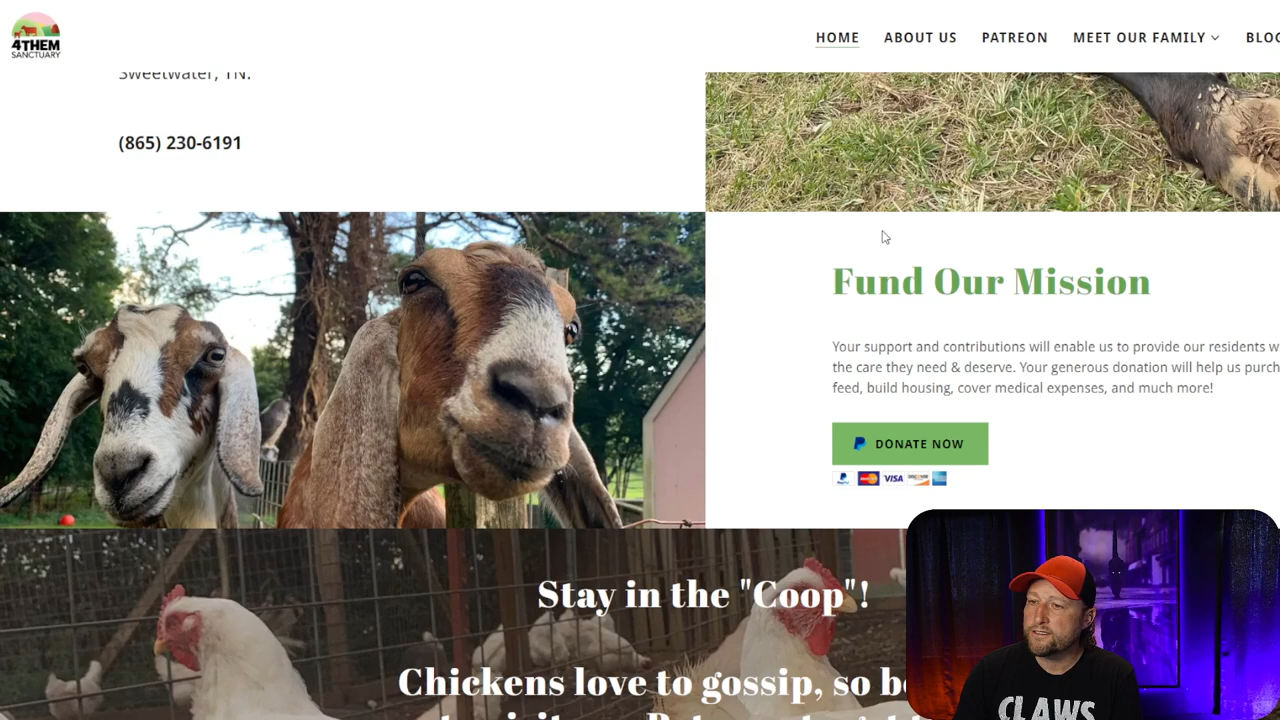 4THEM
SANCTUARY
HOME
ABOUT US
PATREON
MEET OUR FAMILY
Sweetwater, TN.
(865) 230-6191
Fund Our Mission
Your support and contributions will enable us to provide our residents
the care they need & deserve. Your generous donation will help us
feed, build housing, cover medical expenses, and much more!
DONATE NOW
PayPal
VISA
Stay in the "Coop"!
Chickens love to gossip, so
CLAWS